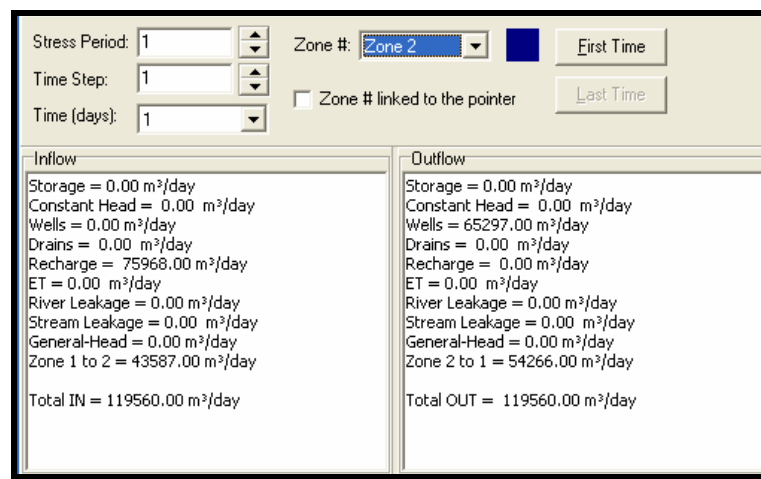 Stress Period: 1
Zone #: Zone 2
First Time
Time Step: 1
Zone # linked to the pointer
Last Time
Time (days): 1
Inflow
Storage = 0.00 m³/day
Constant Head = 0.00 m³/day
Wells = 0.00 m³/day
Drains = 0.00 m³/day
Recharge = 75968.00 m³/day
ET = 0.00 m³/day
River Leakage = 0.00 m³/day
Stream Leakage = 0.00 m³/day
General-Head = 0.00 m³/day
Zone 1 to 2 = 43587.00 m³/day
Total IN = 119560.00 m³/day
Outflow
Storage = 0.00 m³/day
Constant Head = 0.00 m³/day
Wells = 65297.00 m³/day
Drains = 0.00 m³/day
Recharge = 0.00 m³/day
ET = 0.00 m³/day
River Leakage = 0.00 m³/day
Stream Leakage = 0.00 m³/day
General-Head = 0.00 m³/day
Zone 2 to 1 = 54266.00 m³/day
Total OUT = 119560.00 m³/day